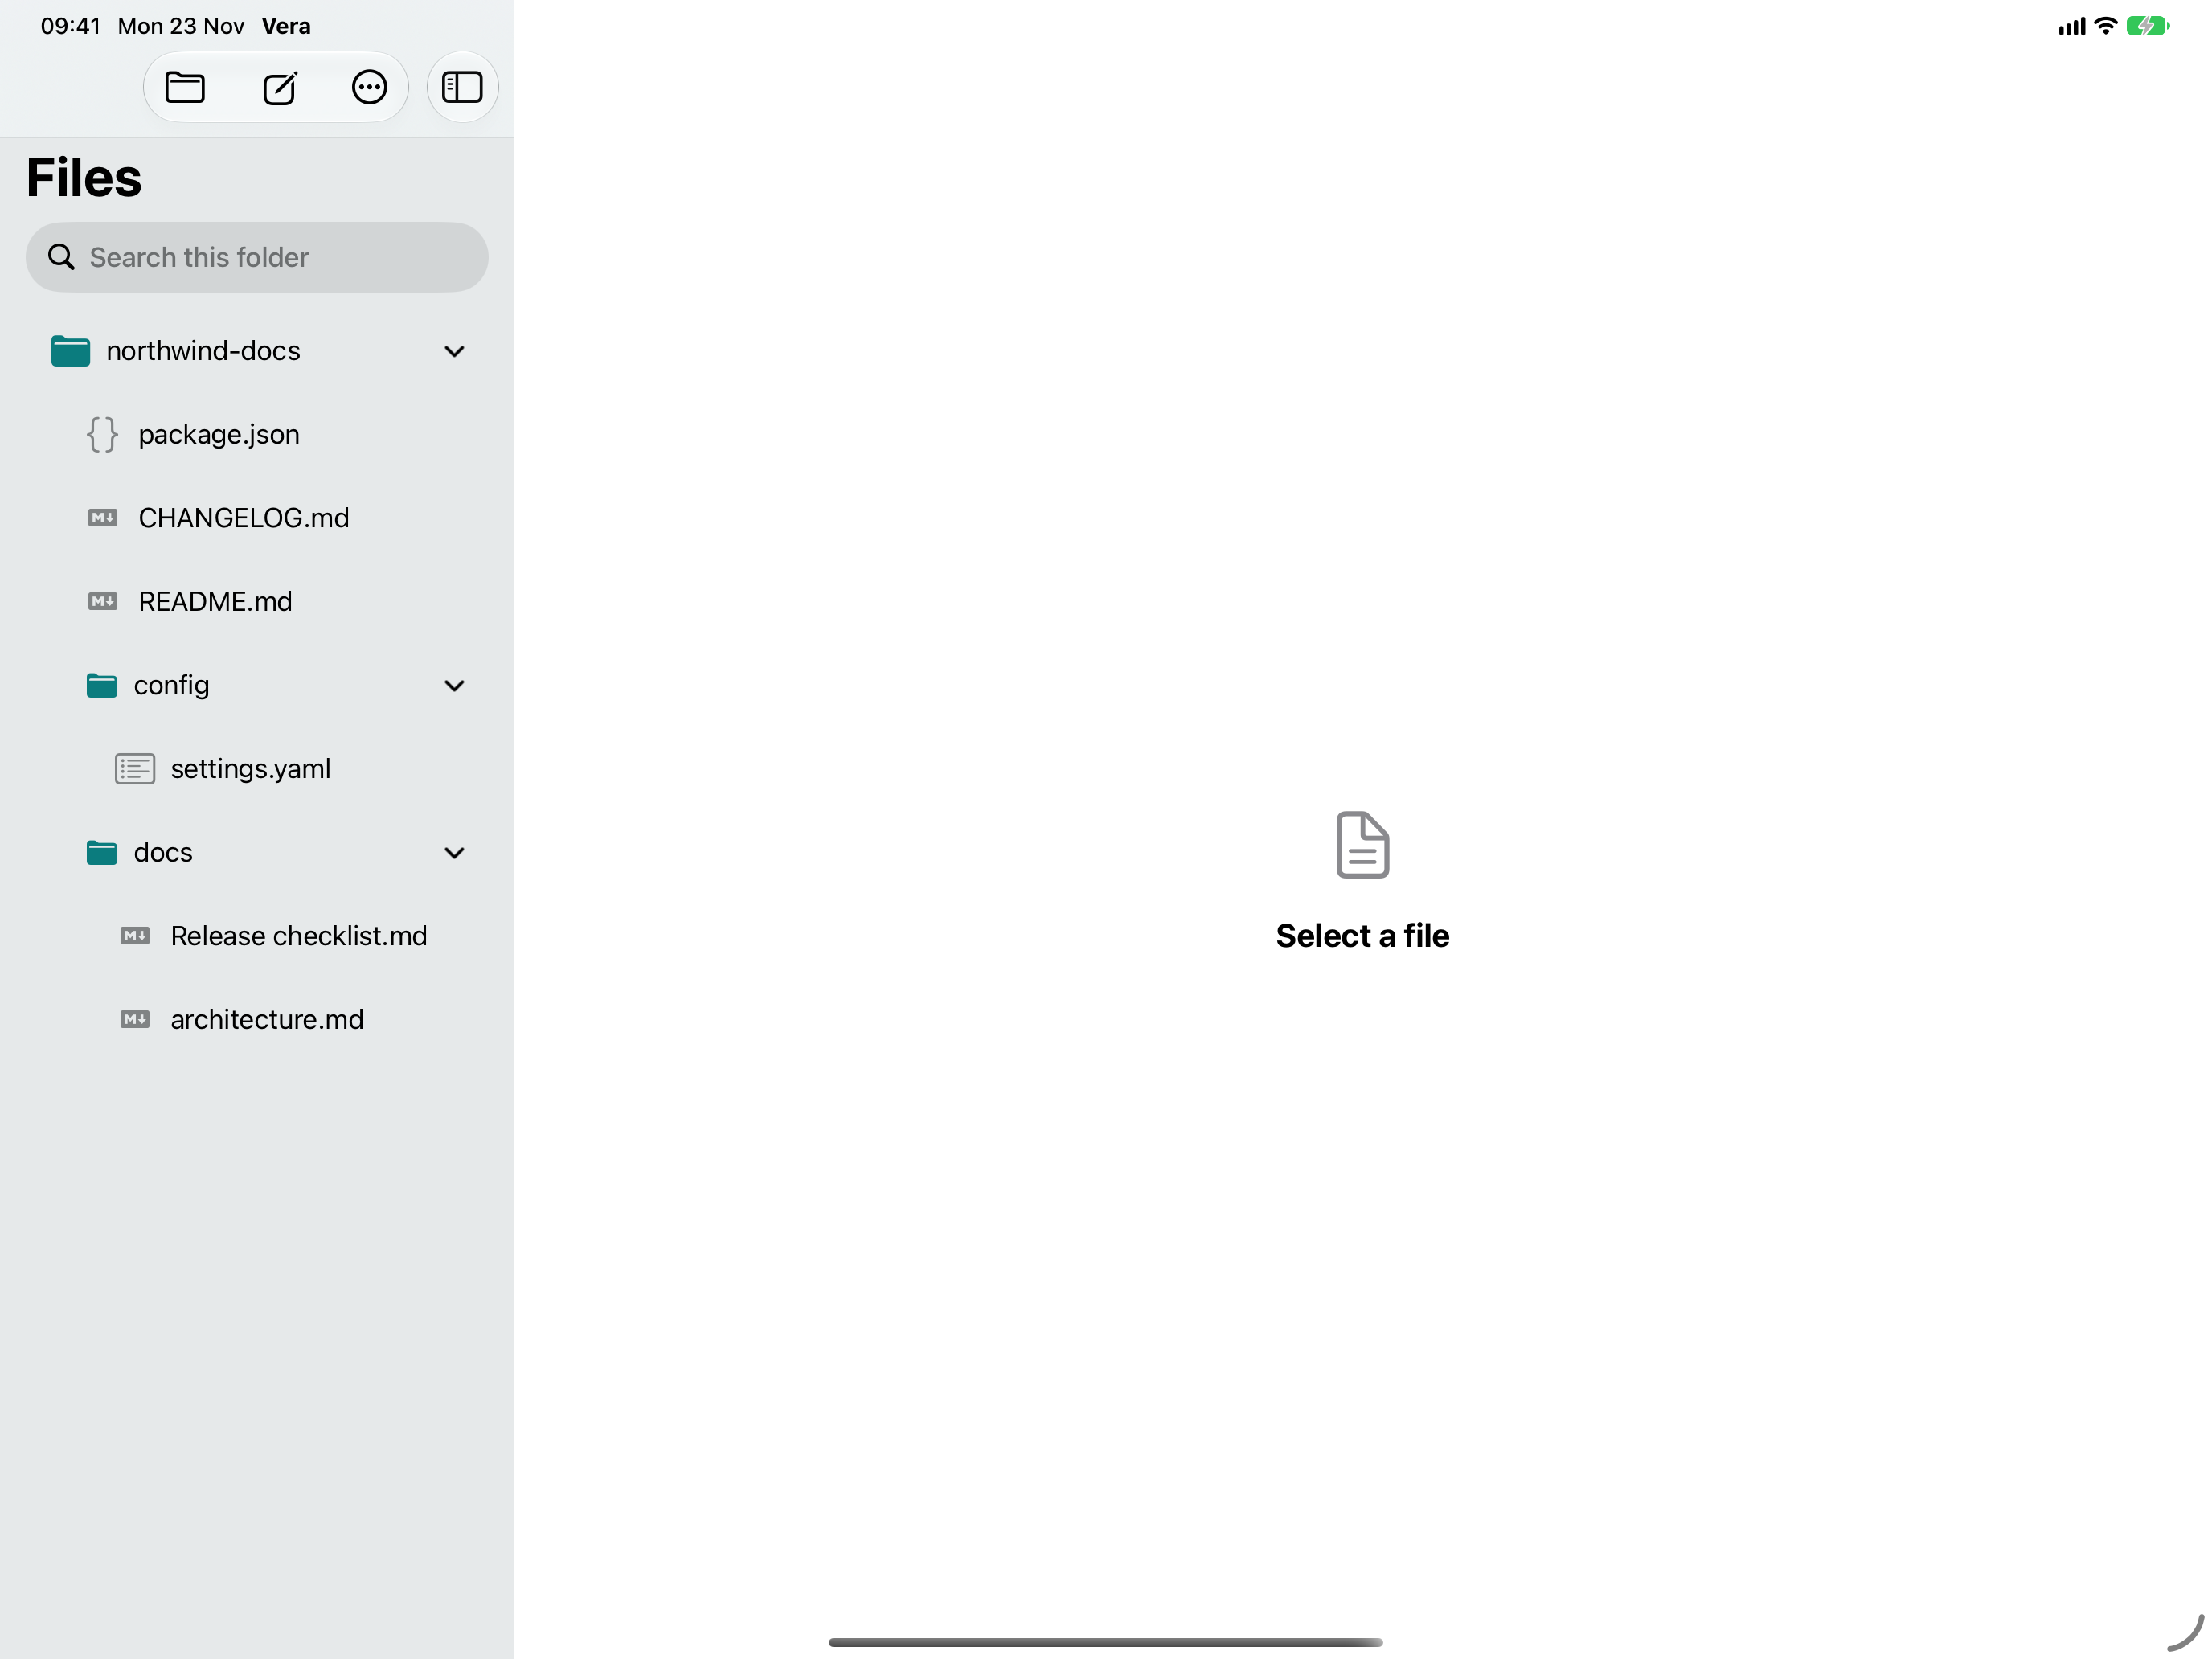 09:41 Mon 23 Nov Vera
Files
Search this folder
northwind-docs
{} package.json
M CHANGELOG.md
M README.md
config
settings.yaml
docs
M Release checklist.md
M architecture.md
Select a file